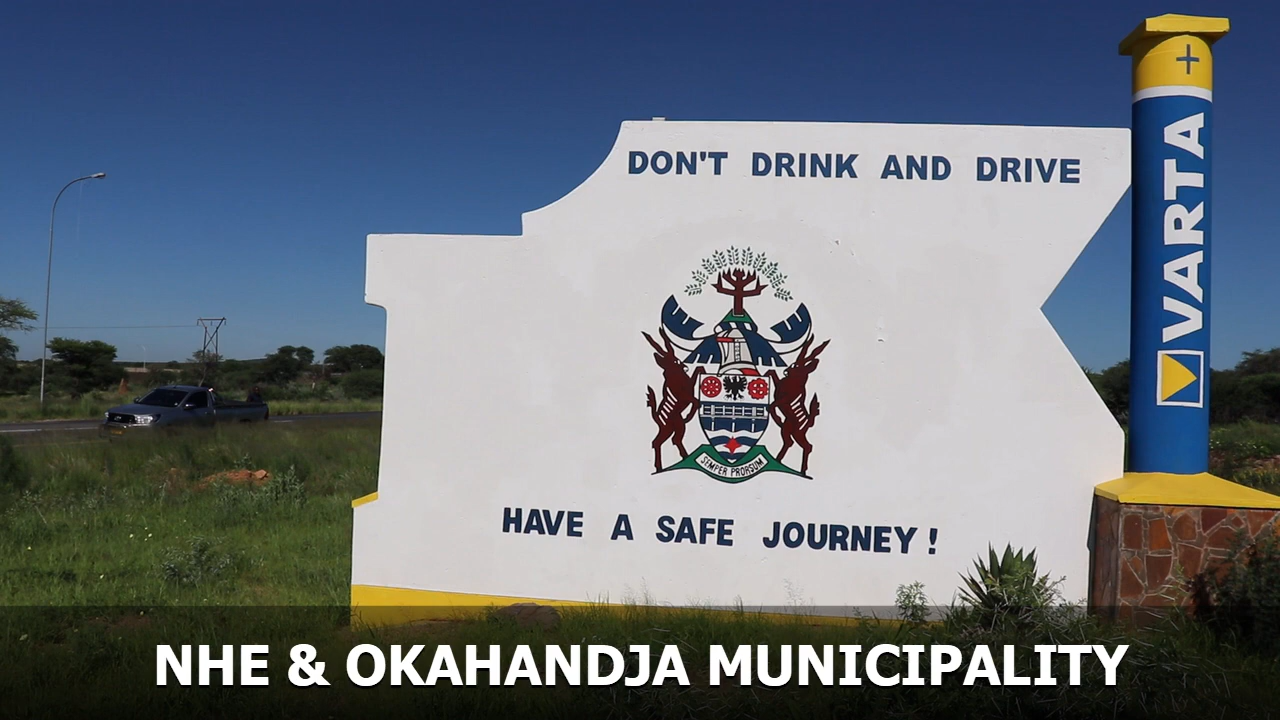 DON'T DRINK AND DRIVE
VARTA
SEMPER PRORSUM
HAVE A SAFE JOURNEY!
NHE & OKAHANDJA MUNICIPALITY